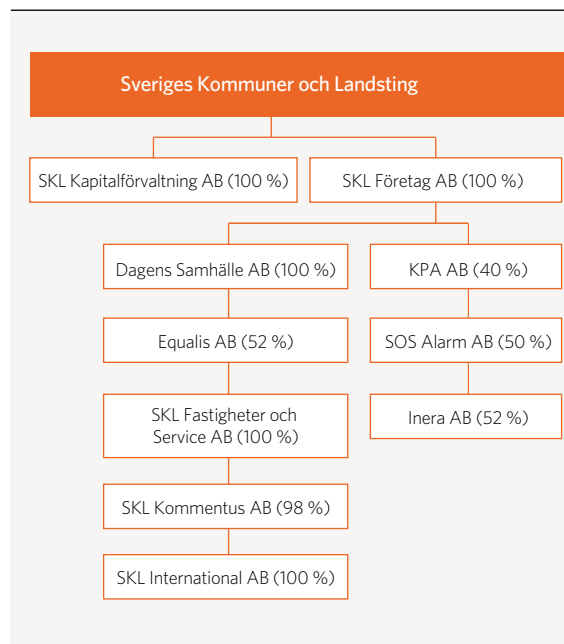 Sveriges Kommuner och Landsting
SKL Kapitalförvaltning AB (100 %)
SKL Företag AB (100 %)
Dagens Samhälle AB (100 %)
KPA AB (40 %)
Equalis AB (52 %)
SOS Alarm AB (50 %)
SKL Fastigheter och
Service AB (100 %)
Inera AB (52 %)
SKL Kommentus AB (98 %)
SKL International AB (100 %)